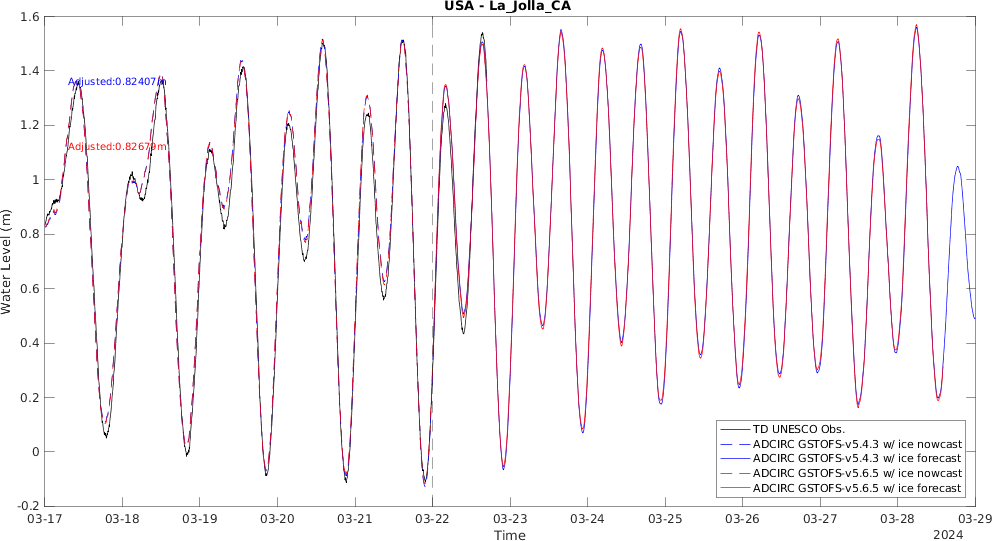 USA - La_Jolla_CA
1.6
1.4
1.2
1
0.8
0.6
0.4
0.2
0
-0.2
Water Level (m)
Adjusted:0.82407m
Adjusted:0.82679m
TD UNESCO Obs.
ADCIRC GSTOFS-v5.4.3 w/ ice nowcast
ADCIRC GSTOFS-v5.4.3 w/ ice forecast
ADCIRC GSTOFS-v5.6.5 w/ ice nowcast
ADCIRC GSTOFS-v5.6.5 w/ ice forecast
03-17 03-18 03-19 03-20 03-21 03-22 03-23 03-24 03-25 03-26 03-27 03-28 03-29
Time
2024